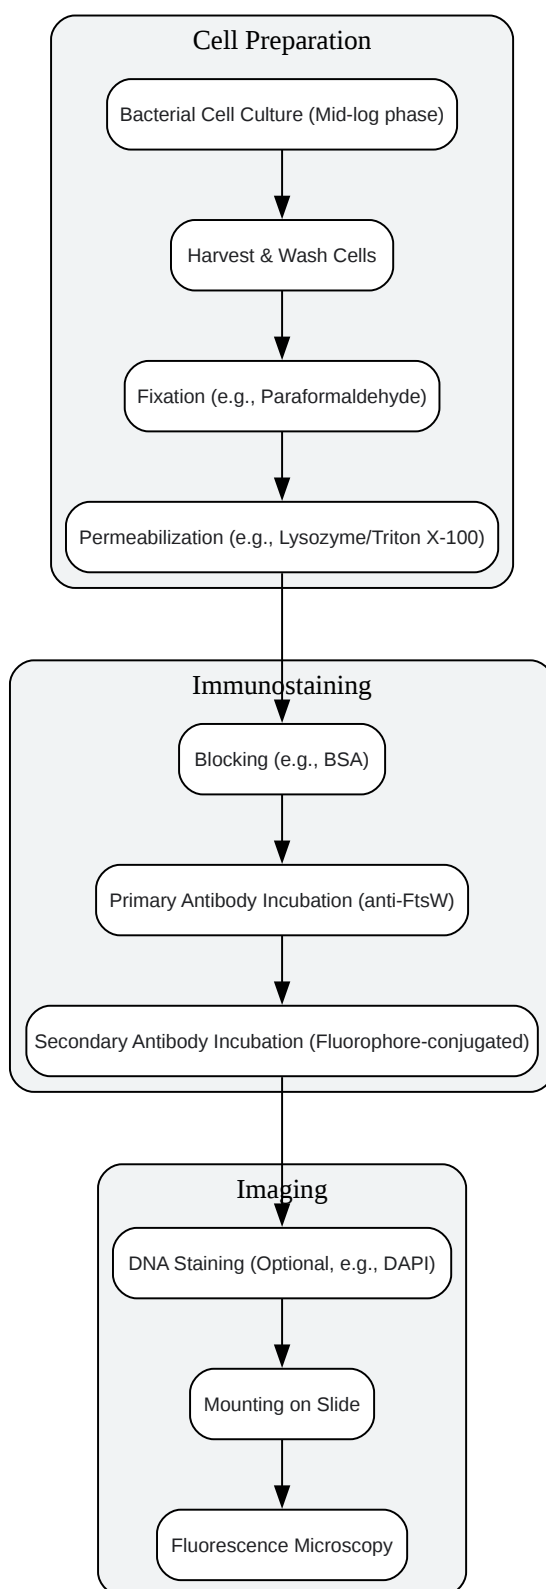 Cell Preparation
Bacterial Cell Culture (Mid-log phase)
Harvest & Wash Cells
Fixation (e.g., Paraformaldehyde)
Permeabilization (e.g., Lysozyme/Triton X-100)
Immunostaining
Blocking (e.g., BSA)
Primary Antibody Incubation (anti-FtsW)
Secondary Antibody Incubation (Fluorophore-conjugated)
Imaging
DNA Staining (Optional, e.g., DAPI)
Mounting on Slide
Fluorescence Microscopy